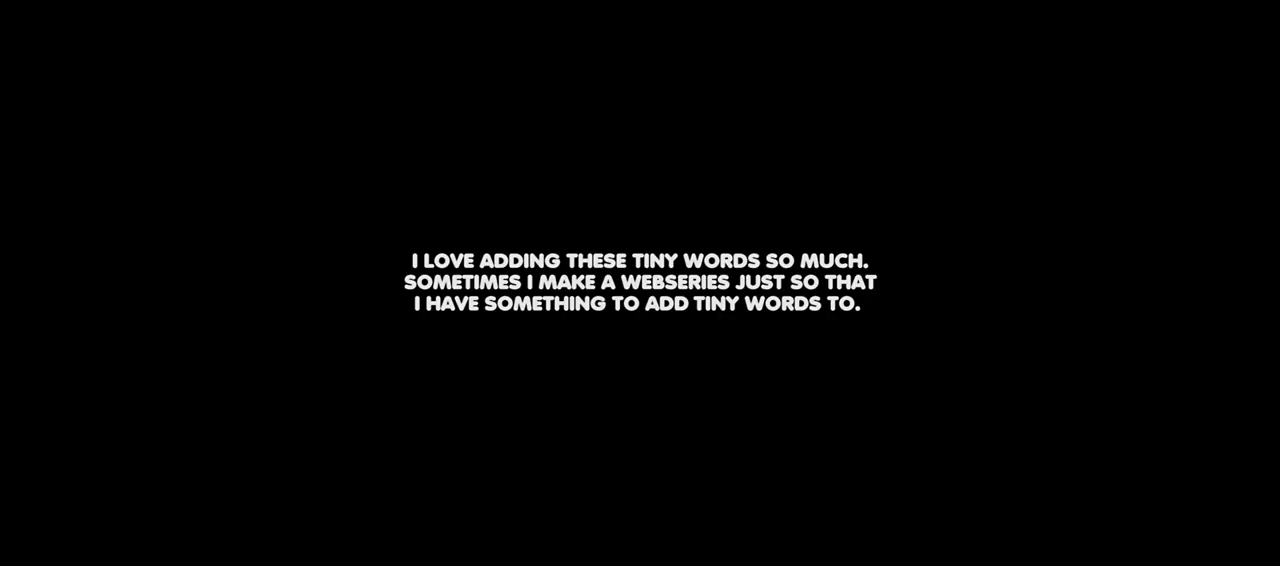 I LOVE ADDING THESE TINY WORDS SO MUCH.
SOMETIMES I MAKE A WEBSERIES JUST SO THAT
I HAVE SOMETHING TO ADD TINY WORDS TO.